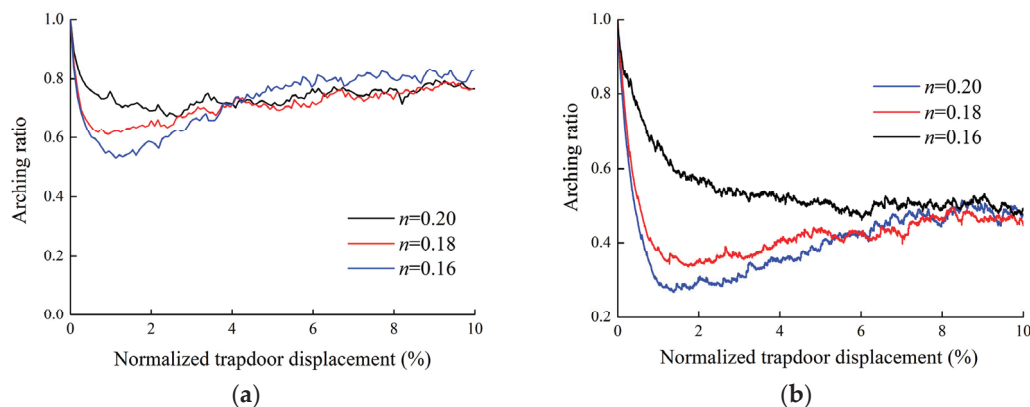 1.0
0.8
0.6
0.4
0.2
0.0
Arching ratio
n=0.20
n=0.18
n=0.16
0 2 4 6 8 10
Normalized trapdoor displacement (%)
(a)
1.0
0.8
0.6
0.4
0.2
Arching ratio
n=0.20
n=0.18
n=0.16
0 2 4 6 8 10
Normalized trapdoor displacement (%)
(b)